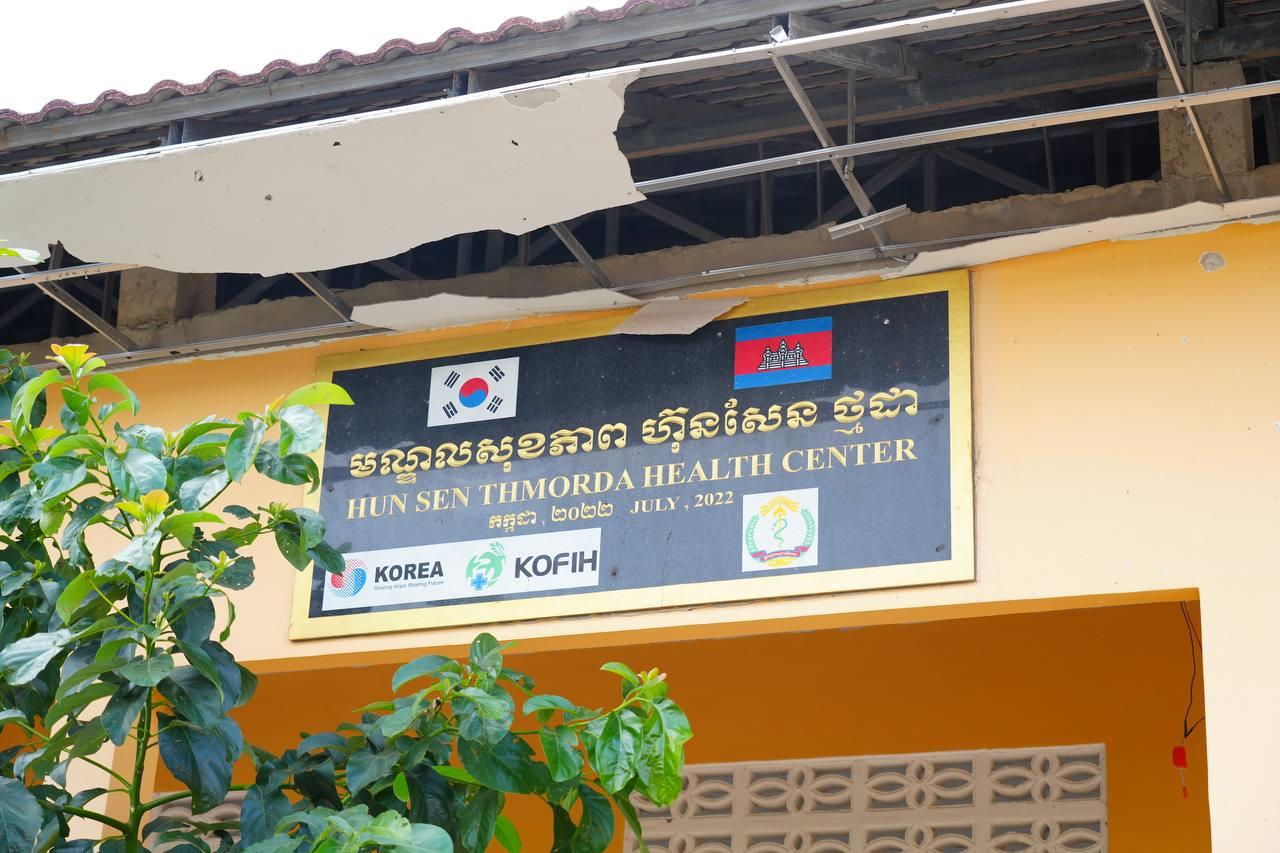 មណ្ឌលសុខភាព ហ៊ុនសែន ថ្មដា
HUN SEN THMORDA HEALTH CENTER
កក្កដា , ២០២២ JULY , 2022
KOREA
Sharing Hope Sharing Future
KOFIH